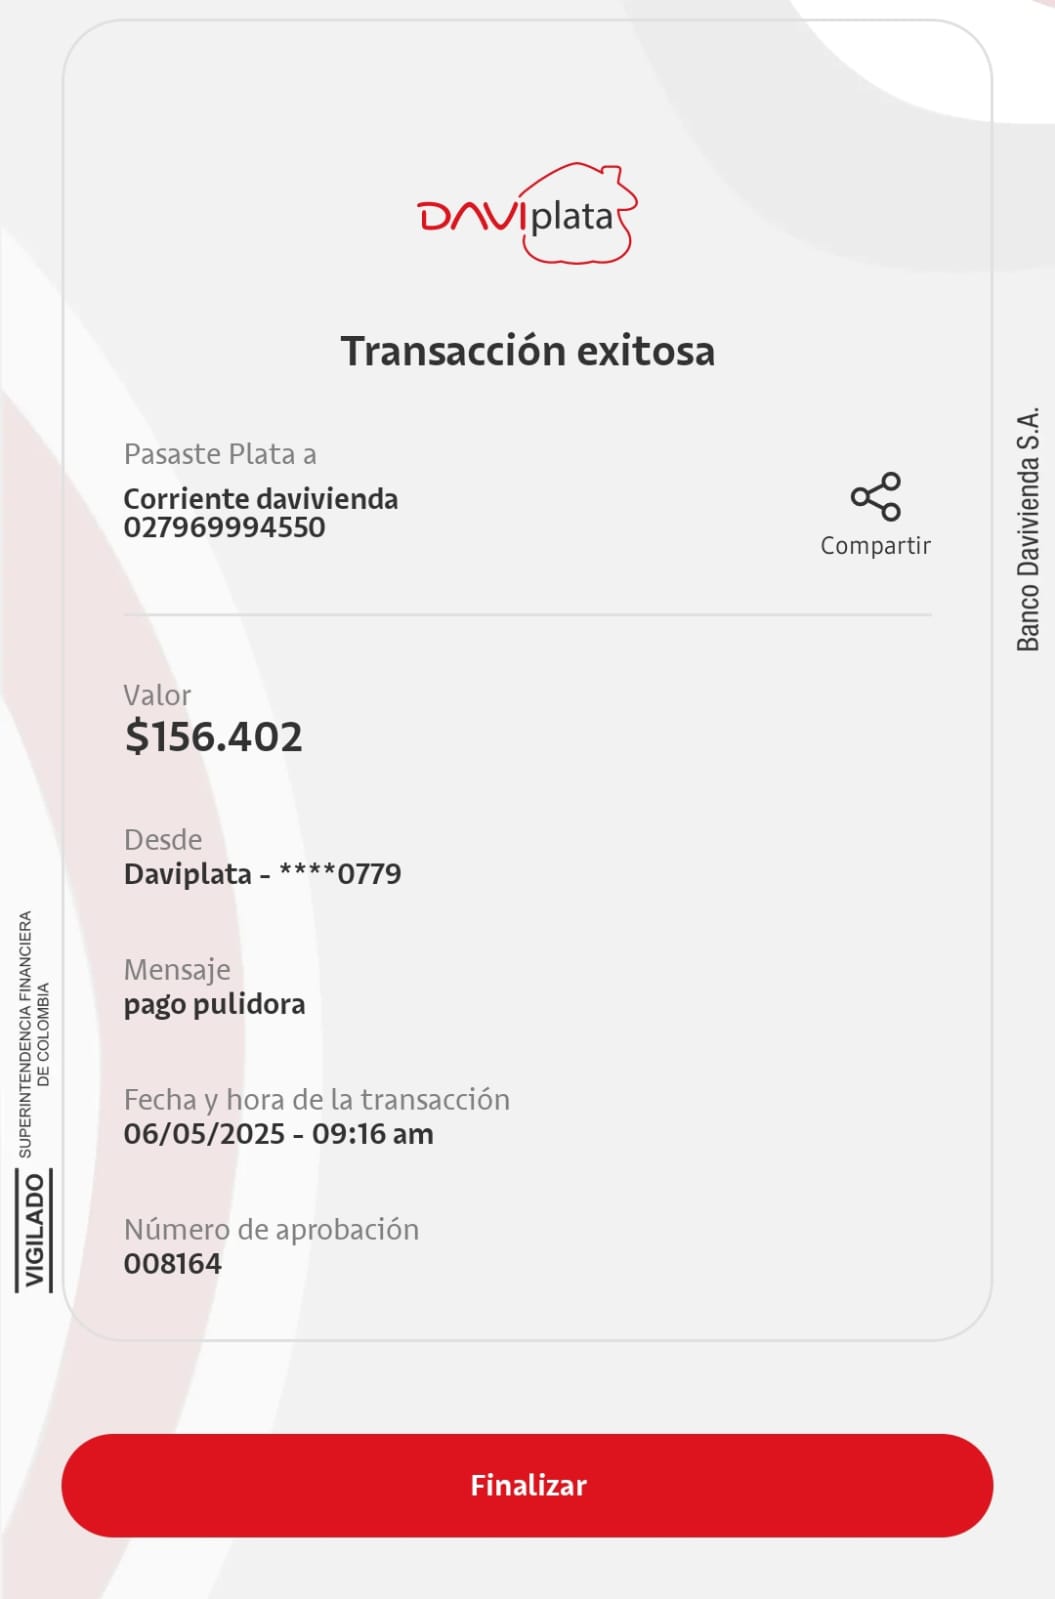 DAVIplata
Transacción exitosa
Pasaste Plata a
Corriente davivienda
027969994550
Compartir
Valor
$156.402
Desde
Daviplata - ****0779
Mensaje
pago pulidora
Fecha y hora de la transacción
06/05/2025 - 09:16 am
Número de aprobación
008164
Finalizar
Banco Davivienda S.A.
VIGILADO
SUPERINTENDENCIA FINANCIERA
DE COLOMBIA